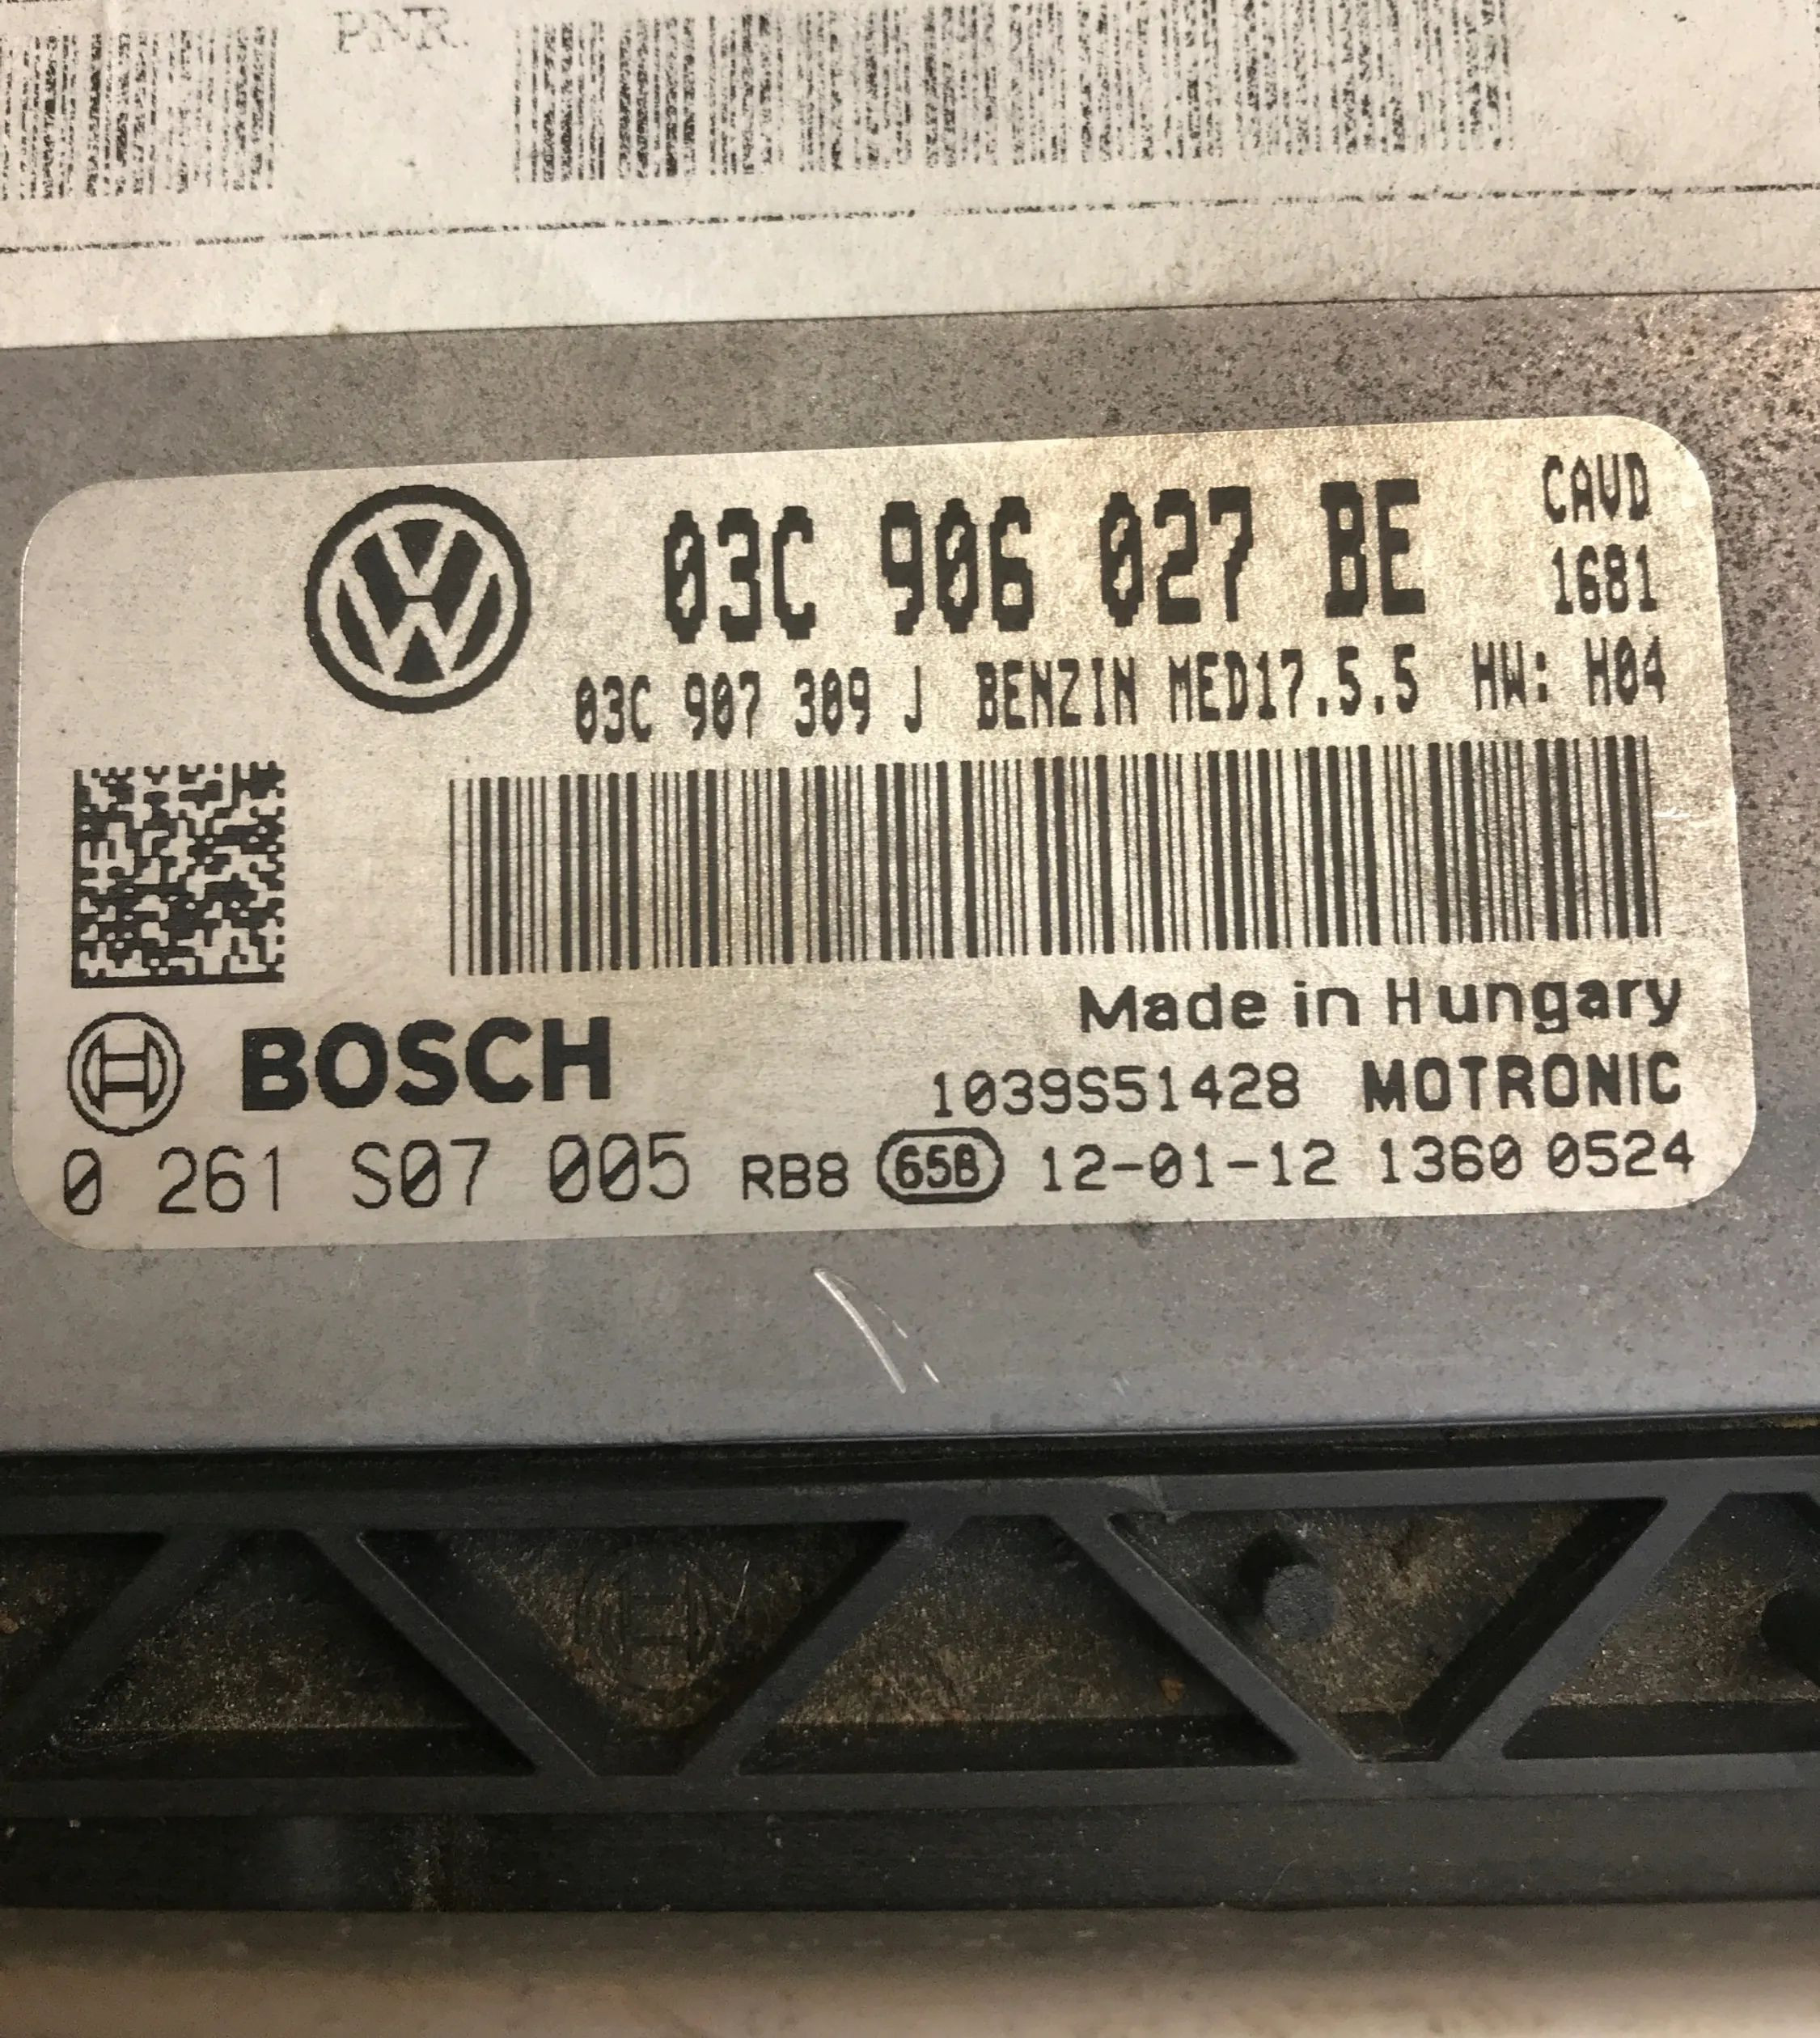 PNR.
CAVD
03C 906 027 BE
1681
03C 907 309 J BENZIN MED17.5.5 HW: H04
Made in Hungary
BOSCH
1039S51428 MOTRONIC
0 261 S07 005 RB8 65B 12-01-12 1360 0524